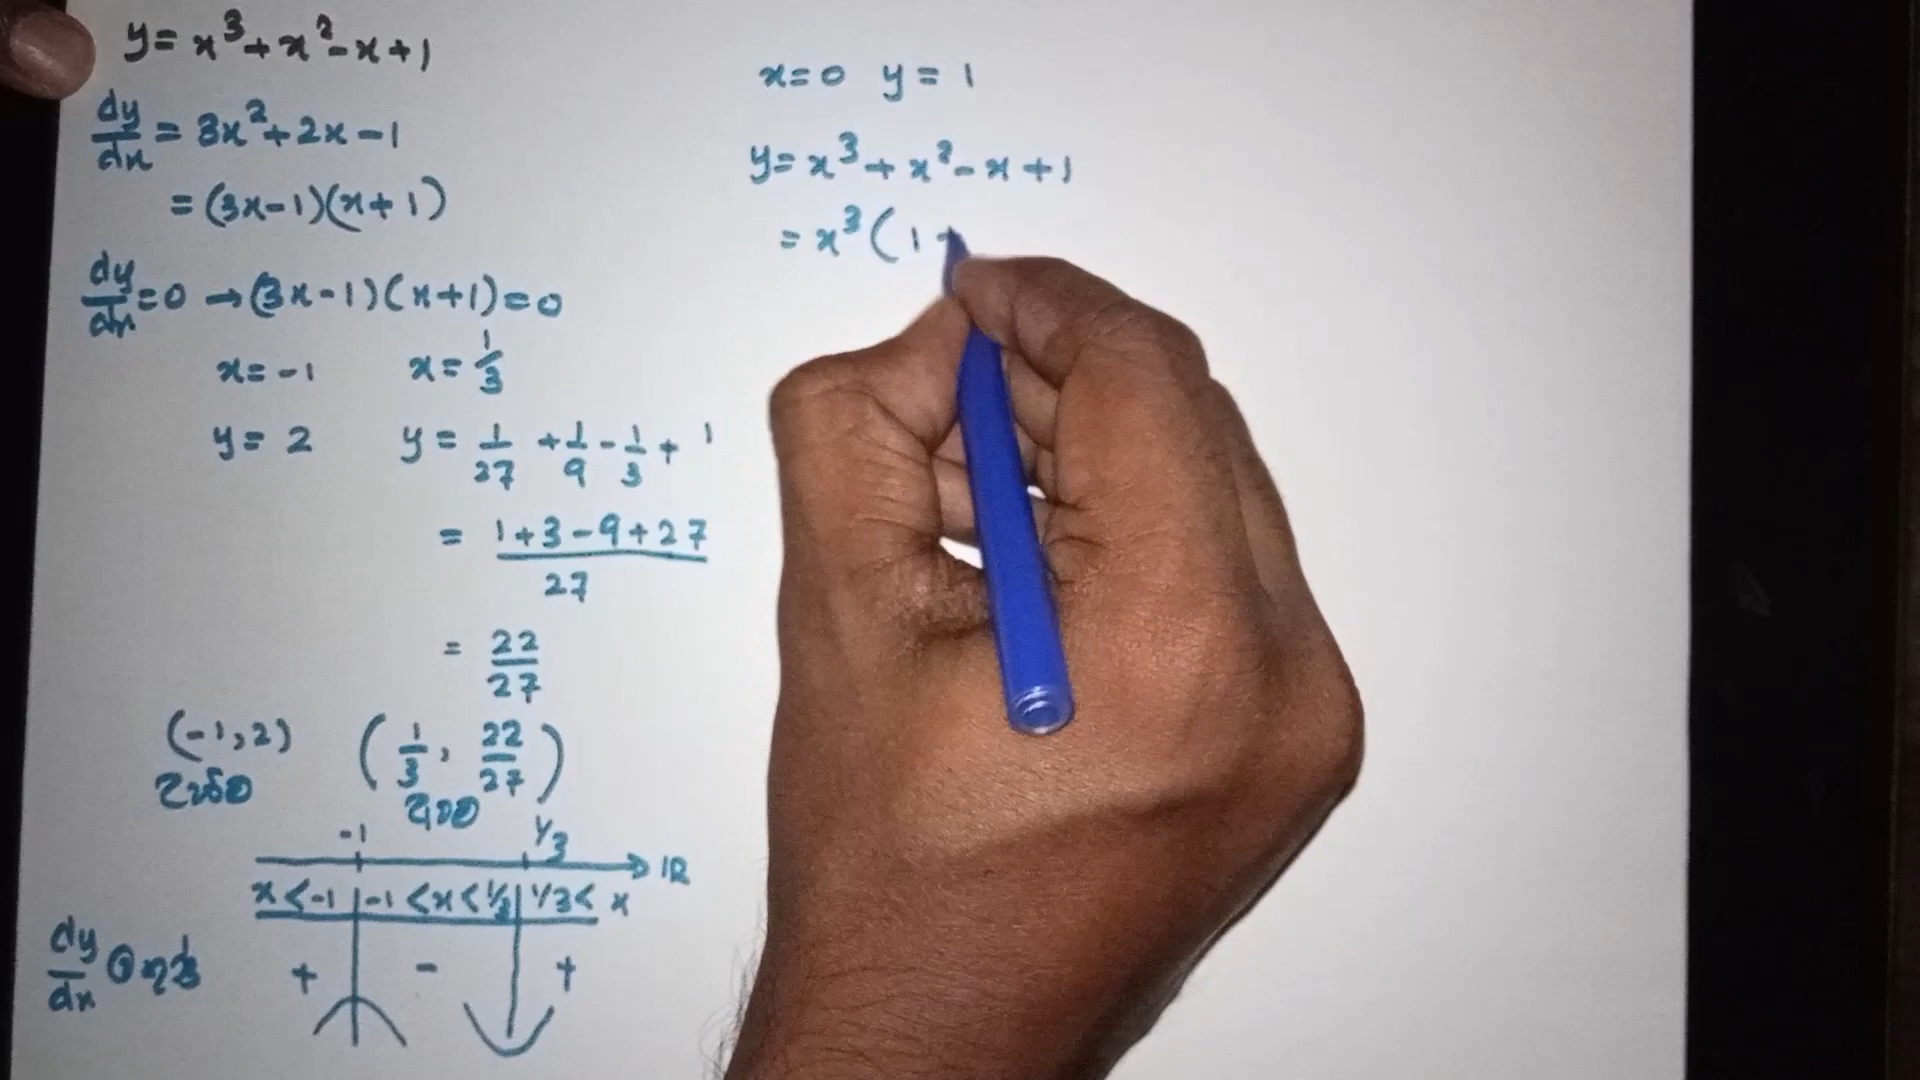 y = x³ + x² - x + 1
dy/dx = 3x² + 2x - 1
= (3x-1)(x+1)
dy/dx = 0 → (3x-1)(x+1) = 0
x = -1 x = 1/3
y = 2 y = 1/27 + 1/9 - 1/3 + 1
= (1+3-9+27)/27
= 22/27
(-1,2) (1/3, 22/27)
-1 1/3
IR
x < -1 -1 < x < 1/3 1/3 < x
dy/dx
+ - +
x = 0 y = 1
y = x³ + x² - x + 1
= x³ ( 1